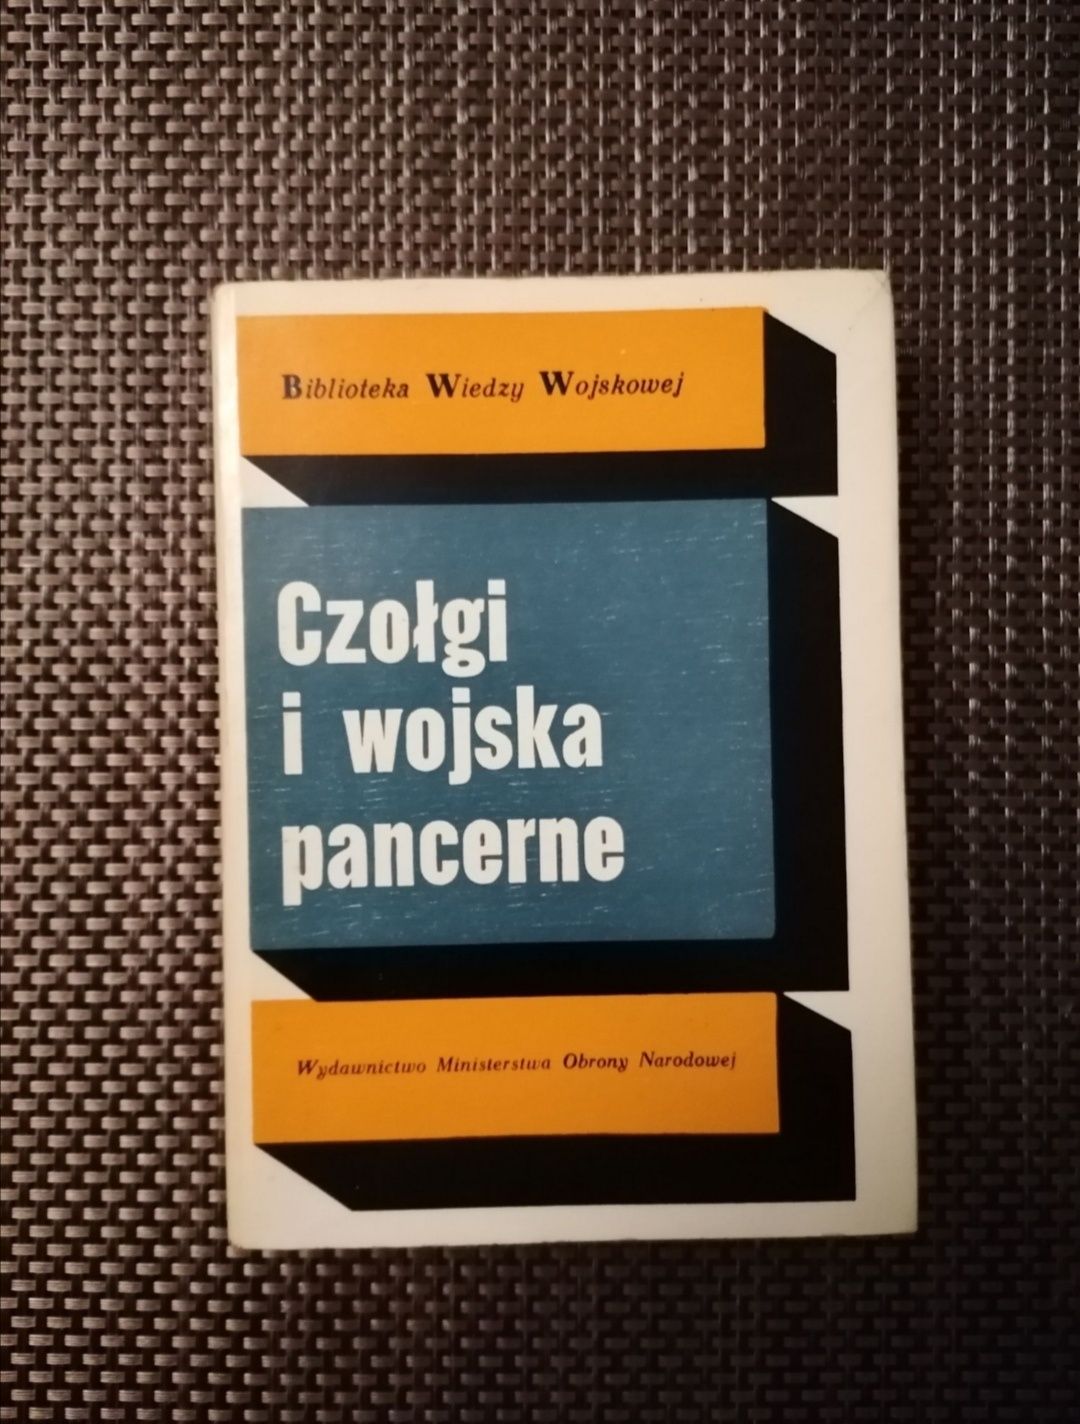 Biblioteka Wiedzy Wojskowej
Czołgi
i wojska
pancerne
Wydawnictwo Ministerstwa Obrony Narodowej